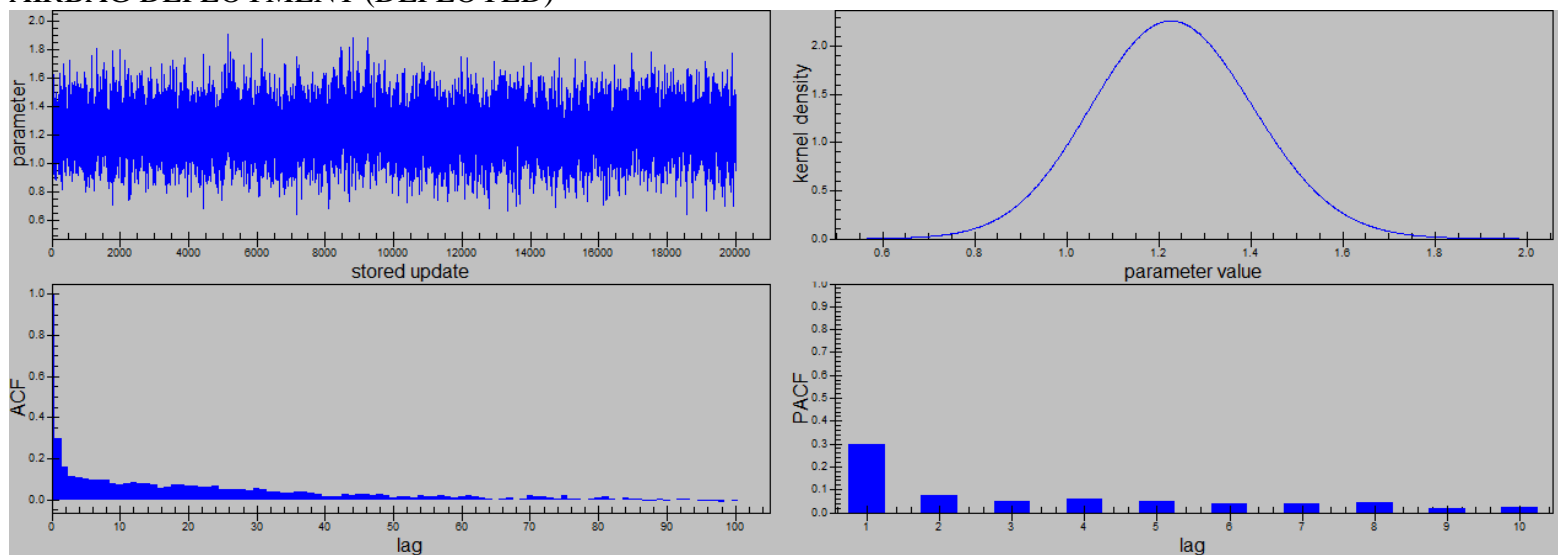 AIRBAG DEPLOYMENT (DEPLOYED)
parameter
2.0
1.8
1.6
1.4
1.2
1.0
0.8
0.6
0 2000 4000 6000 8000 10000 12000 14000 16000 18000 20000
stored update
kernel density
2.0
1.5
1.0
0.5
0.0
0.6 0.8 1.0 1.2 1.4 1.6 1.8 2.0
parameter value
ACF
1.0
0.8
0.6
0.4
0.2
0.0
0 10 20 30 40 50 60 70 80 90 100
lag
PACF
1.0
0.9
0.8
0.7
0.6
0.5
0.4
0.3
0.2
0.1
0.0
1 2 3 4 5 6 7 8 9 10
lag